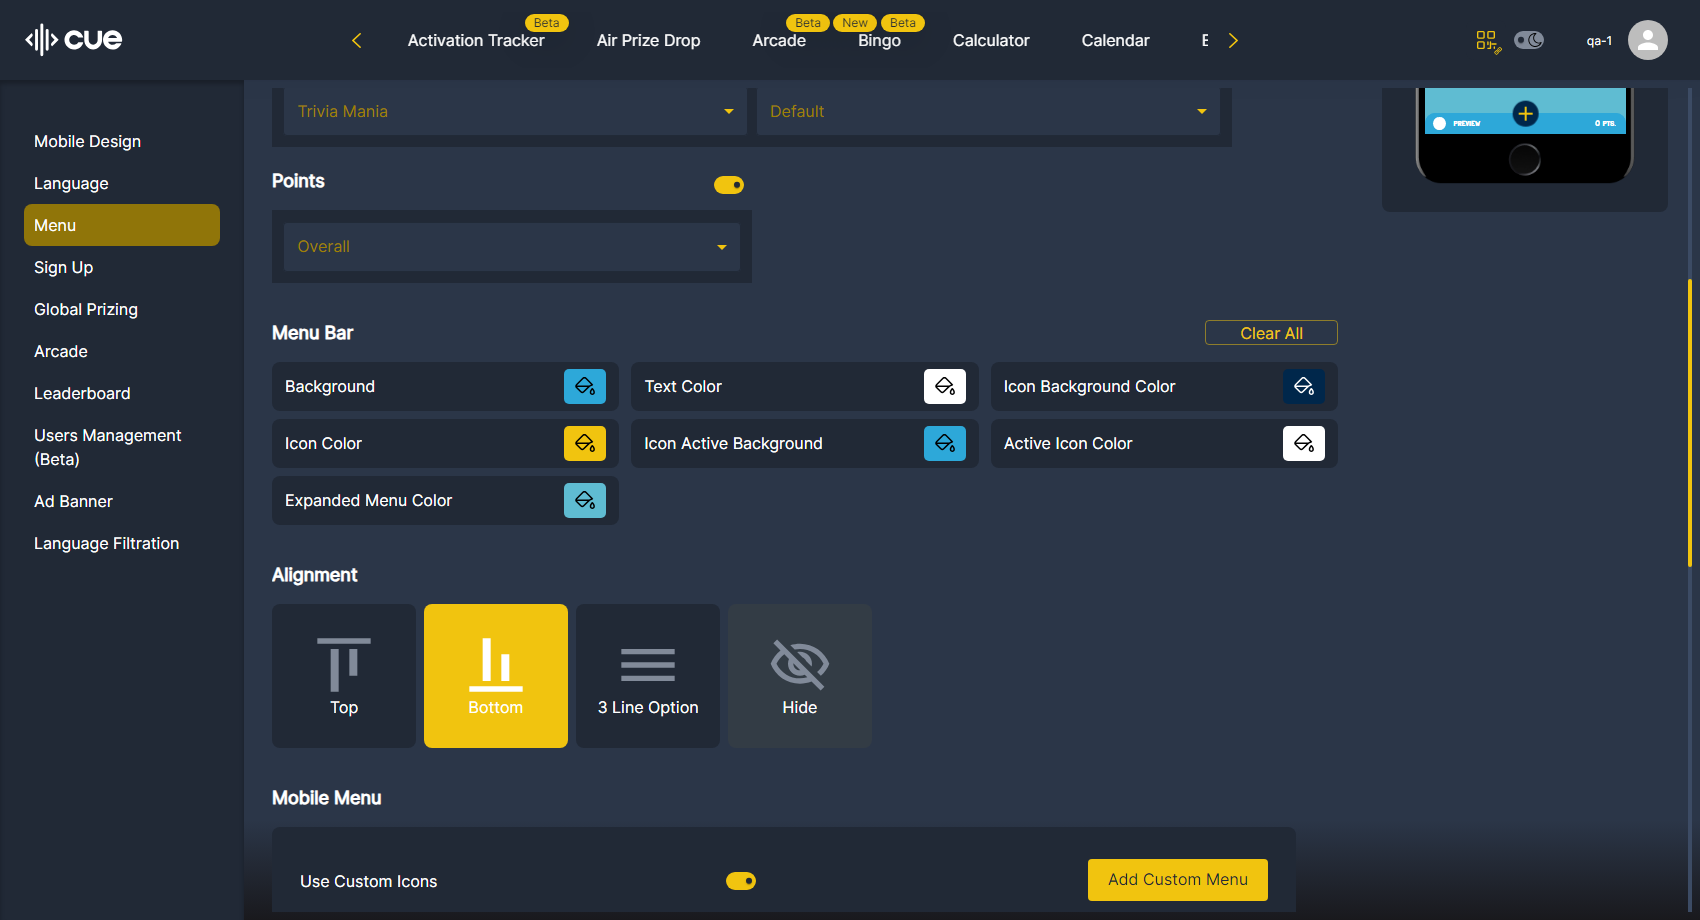 cue
Activation Tracker
Beta
Air Prize Drop
Arcade
Beta
New
Bingo
Beta
Calculator
Calendar
qa-1
Mobile Design
Language
Menu
Sign Up
Global Prizing
Arcade
Leaderboard
Users Management
(Beta)
Ad Banner
Language Filtration
Trivia Mania
Default
PREVIEW
0 PTS.
Points
Overall
Menu Bar
Clear All
Background
Text Color
Icon Background Color
Icon Color
Icon Active Background
Active Icon Color
Expanded Menu Color
Alignment
Top
Bottom
3 Line Option
Hide
Mobile Menu
Use Custom Icons
Add Custom Menu